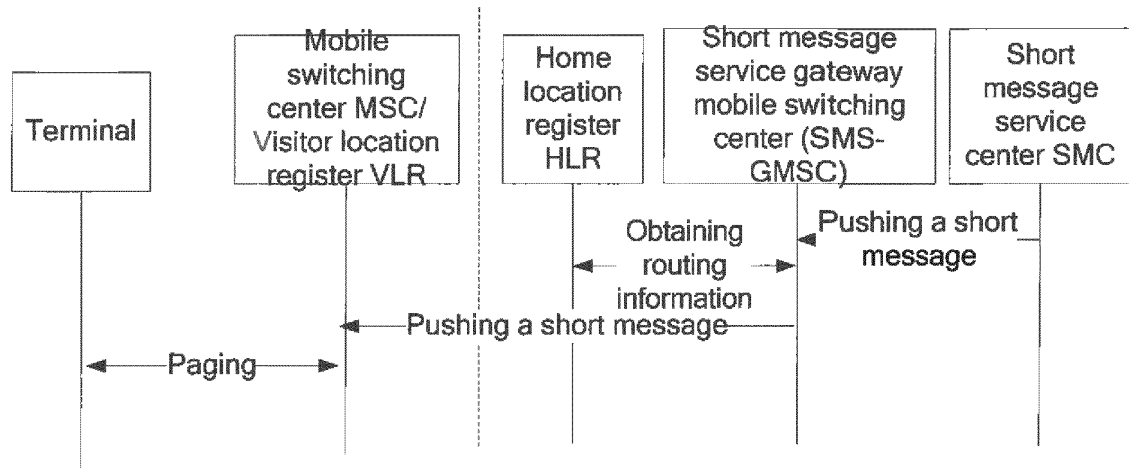 Terminal
Mobile
switching
center MSC/
Visitor location
register VLR
Home
location
register
HLR
Short message
service gateway
mobile switching
center (SMS-
GMSC)
Short
message
service
center SMC
Pushing a short
message
Obtaining
routing
information
Pushing a short message
Paging